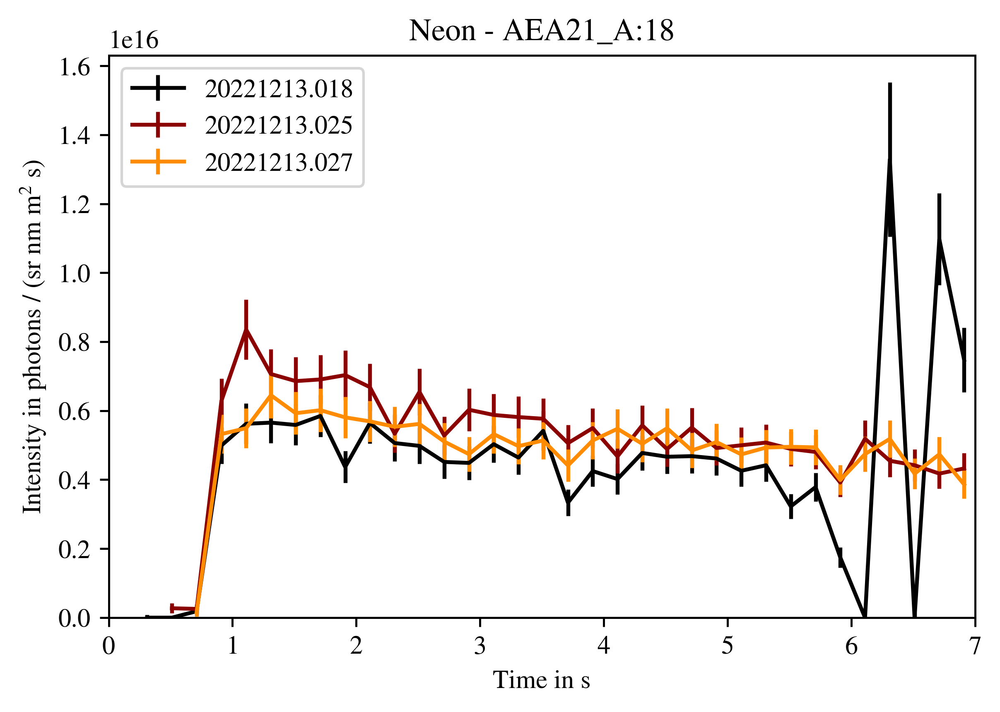 Neon - AEA21_A:18
1e16
1.6
1.4
1.2
1.0
0.8
0.6
0.4
0.2
0.0
Intensity in photons / (sr nm m² s)
20221213.018
20221213.025
20221213.027
0 1 2 3 4 5 6 7
Time in s